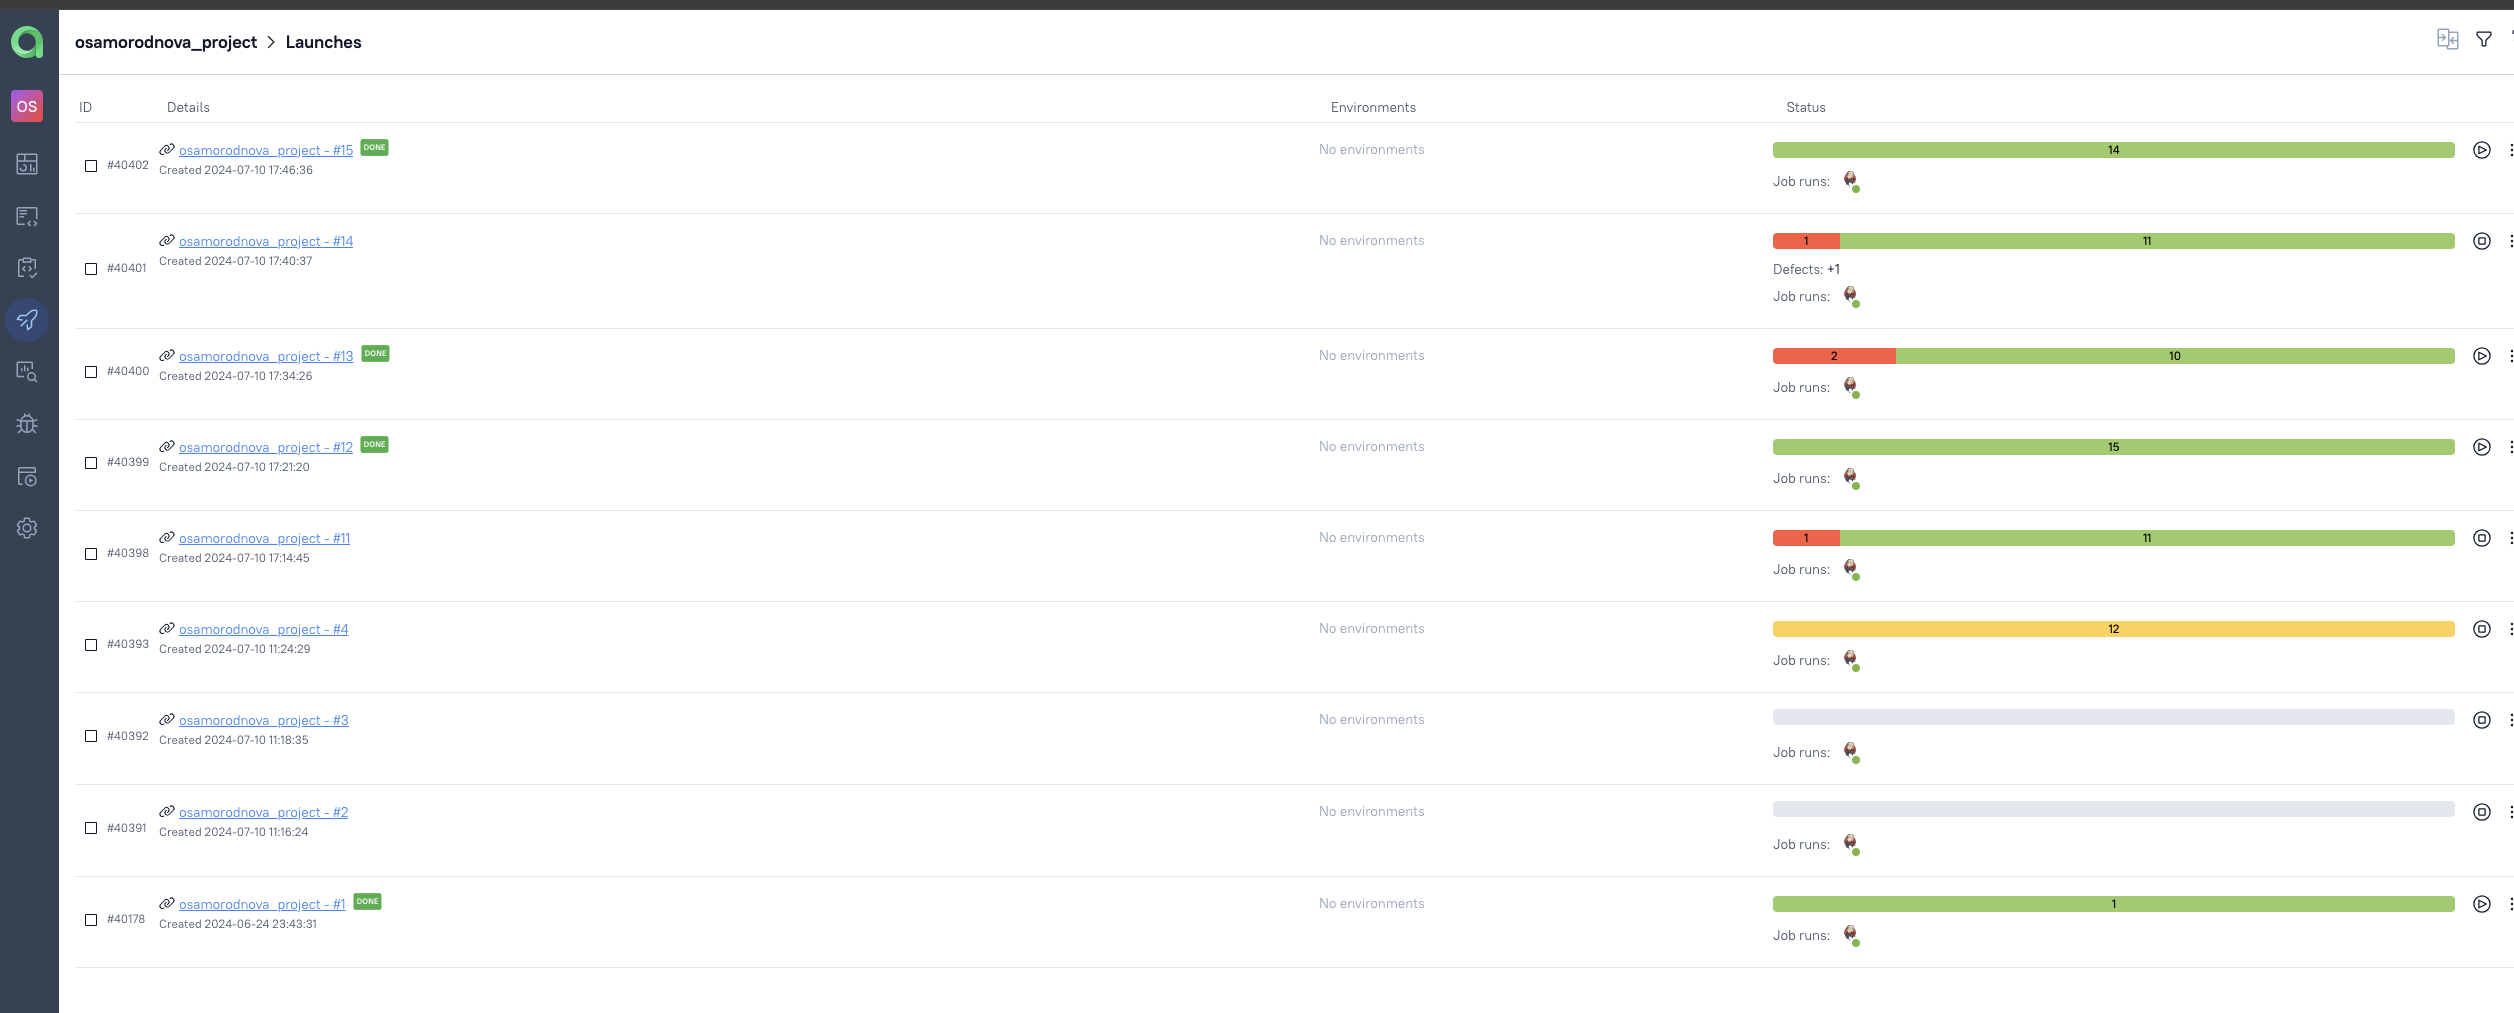 osamorodnova_project > Launches
OS
ID Details Environments Status
#40402 osamorodnova_project - #15 DONE No environments 14
Created 2024-07-10 17:46:36
Job runs:
osamorodnova_project - #14 No environments 1 11
Created 2024-07-10 17:40:37
#40401 Defects: +1
Job runs:
osamorodnova_project - #13 DONE No environments 2 10
#40400 Created 2024-07-10 17:34:26
Job runs:
osamorodnova_project - #12 DONE No environments 15
#40399 Created 2024-07-10 17:21:20
Job runs:
osamorodnova_project - #11 No environments 1 11
#40398 Created 2024-07-10 17:14:45
Job runs:
osamorodnova_project - #4 No environments 12
#40393 Created 2024-07-10 11:24:29
Job runs:
osamorodnova_project - #3 No environments
#40392 Created 2024-07-10 11:18:35
Job runs:
osamorodnova_project - #2 No environments
#40391 Created 2024-07-10 11:16:24
Job runs:
osamorodnova_project - #1 DONE No environments 1
#40178 Created 2024-06-24 23:43:31
Job runs: